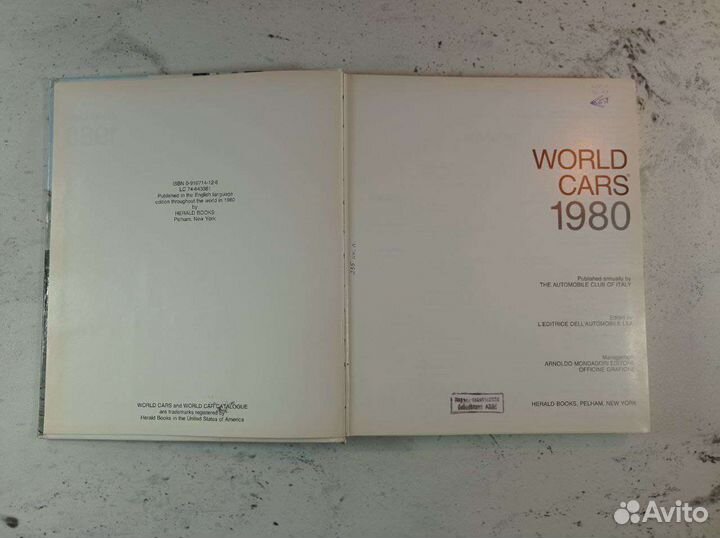 ISBN 0-910714-12-6
LC 74-643381
Published in the English language
edition throughout the world in 1980
by
HERALD BOOKS
Pelham, New York
WORLD CARS and WORLD CAR CATALOGUE
are trademarks registered by
Herald Books in the United States of America
WORLD
CARS
1980
Published annually by
THE AUTOMOBILE CLUB OF ITALY
Edited by
L'EDITRICE DELL'AUTOMOBILE LEA
Management
ARNOLDO MONDADORI EDITORE
OFFICINE GRAFICHE
HERALD BOOKS, PELHAM, NEW YORK
Avito